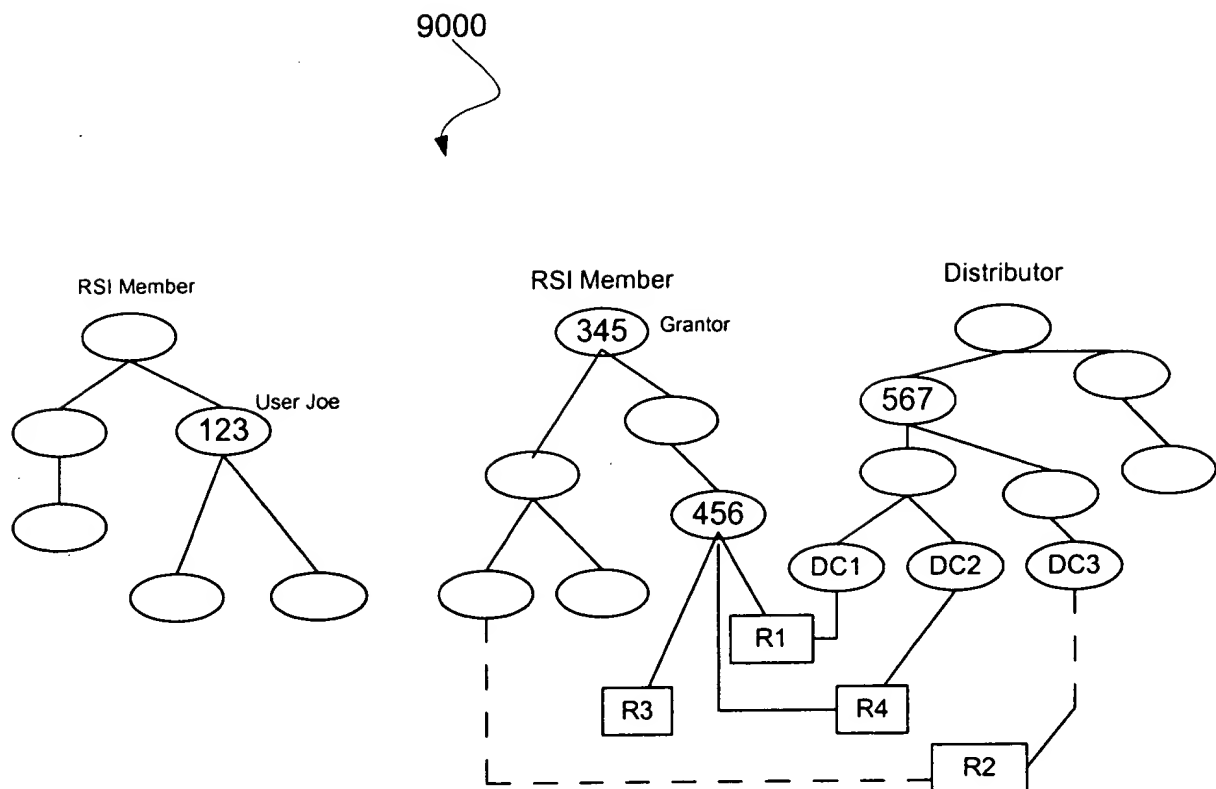 9000
RSI Member
RSI Member
Distributor
345
Grantor
User Joe
123
567
456
DC1
DC2
DC3
R1
R3
R4
R2